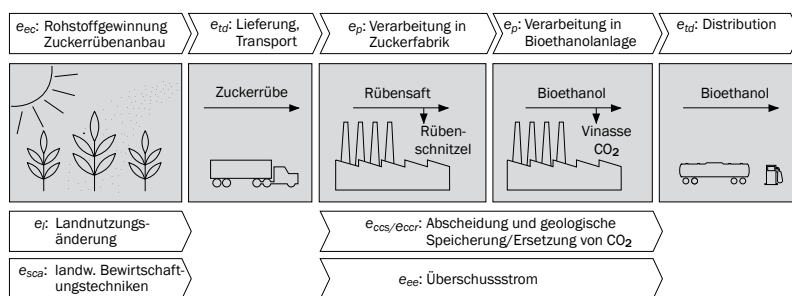 e_ec: Rohstoffgewinnung
Zuckerrübenanbau
e_td: Lieferung,
Transport
e_p: Verarbeitung in
Zuckerfabrik
e_p: Verarbeitung in
Bioethanolanlage
e_td: Distribution
Zuckerrübe
Rübensaft
Rüben-
schnitzel
Bioethanol
Vinasse
CO₂
Bioethanol
e_l: Landnutzungs-
änderung
e_ccs/e_ccr: Abscheidung und geologische
Speicherung/Ersetzung von CO₂
e_sca: landw. Bewirtschaft-
ungstechniken
e_ee: Überschussstrom